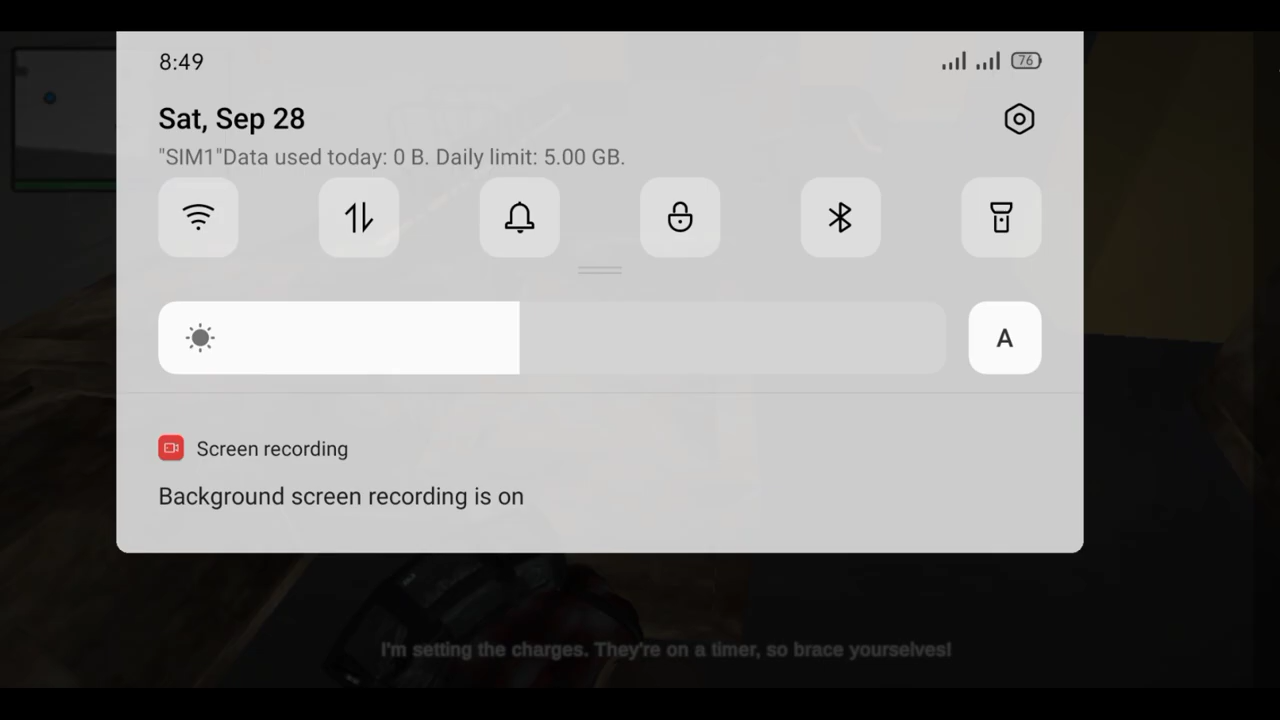 8:49
76
Sat, Sep 28
"SIM1"Data used today: 0 B. Daily limit: 5.00 GB.
A
Screen recording
Background screen recording is on
I'm setting the charges. They're on a timer, so brace yourselves!